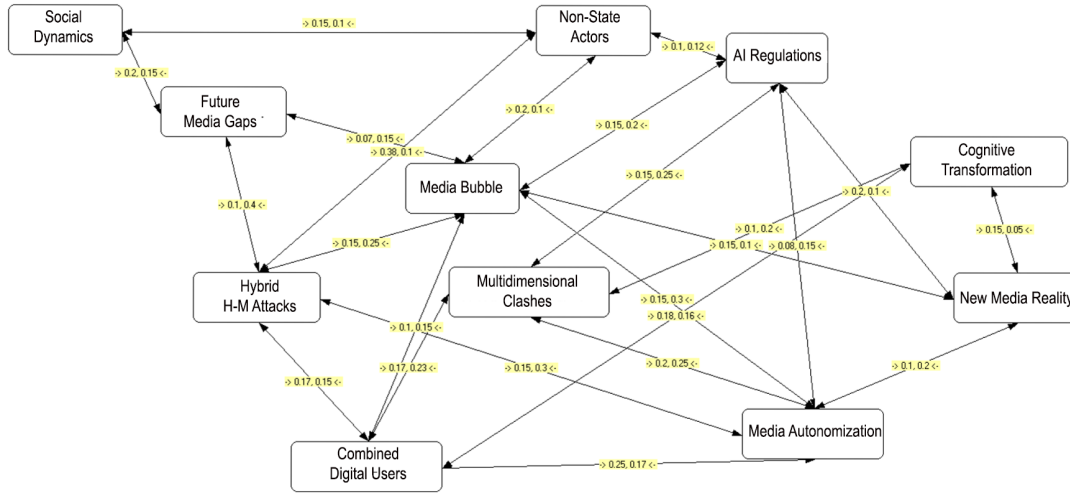 Social
Dynamics
-> 0.15, 0.1 <-
Non-State
Actors
-> 0.1, 0.12 <-
AI Regulations
-> 0.2, 0.15 <-
Future
Media Gaps
-> 0.2, 0.1 <-
-> 0.07, 0.15 <-
-> 0.38, 0.1 <-
-> 0.15, 0.2 <-
Cognitive
Transformation
Media Bubble
-> 0.15, 0.25 <-
-> 0.2, 0.1 <-
-> 0.1, 0.4 <-
-> 0.1, 0.2 <-
-> 0.15, 0.05 <-
-> 0.15, 0.25 <-
-> 0.15, 0.1 <-
-> 0.08, 0.15 <-
Hybrid
H-M Attacks
Multidimensional
Clashes
New Media Reality
-> 0.15, 0.3 <-
-> 0.18, 0.16 <-
-> 0.1, 0.15 <-
-> 0.17, 0.23 <-
-> 0.15, 0.3 <-
-> 0.2, 0.25 <-
-> 0.1, 0.2 <-
-> 0.17, 0.15 <-
Media Autonomization
Combined
Digital Users
-> 0.25, 0.17 <-